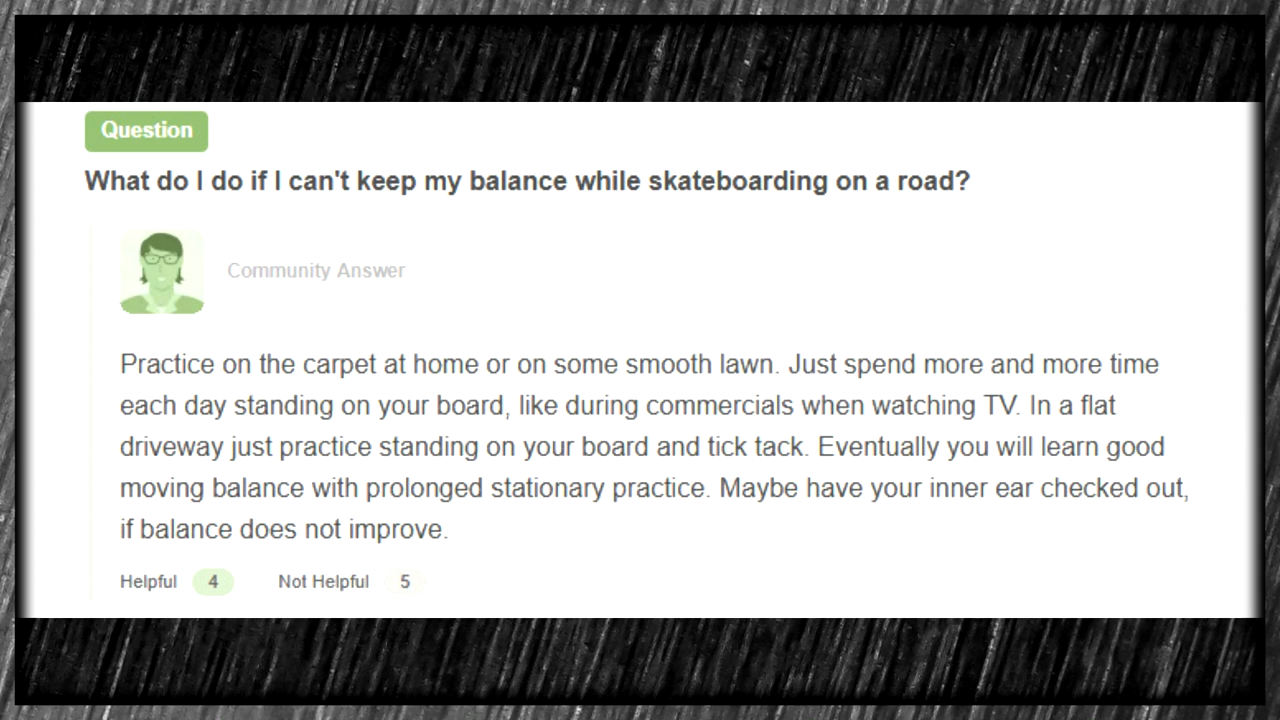 Question
What do I do if I can't keep my balance while skateboarding on a road?
Community Answer
Practice on the carpet at home or on some smooth lawn. Just spend more and more time
each day standing on your board, like during commercials when watching TV. In a flat
driveway just practice standing on your board and tick tack. Eventually you will learn good
moving balance with prolonged stationary practice. Maybe have your inner ear checked out,
if balance does not improve.
Helpful 4 Not Helpful 5